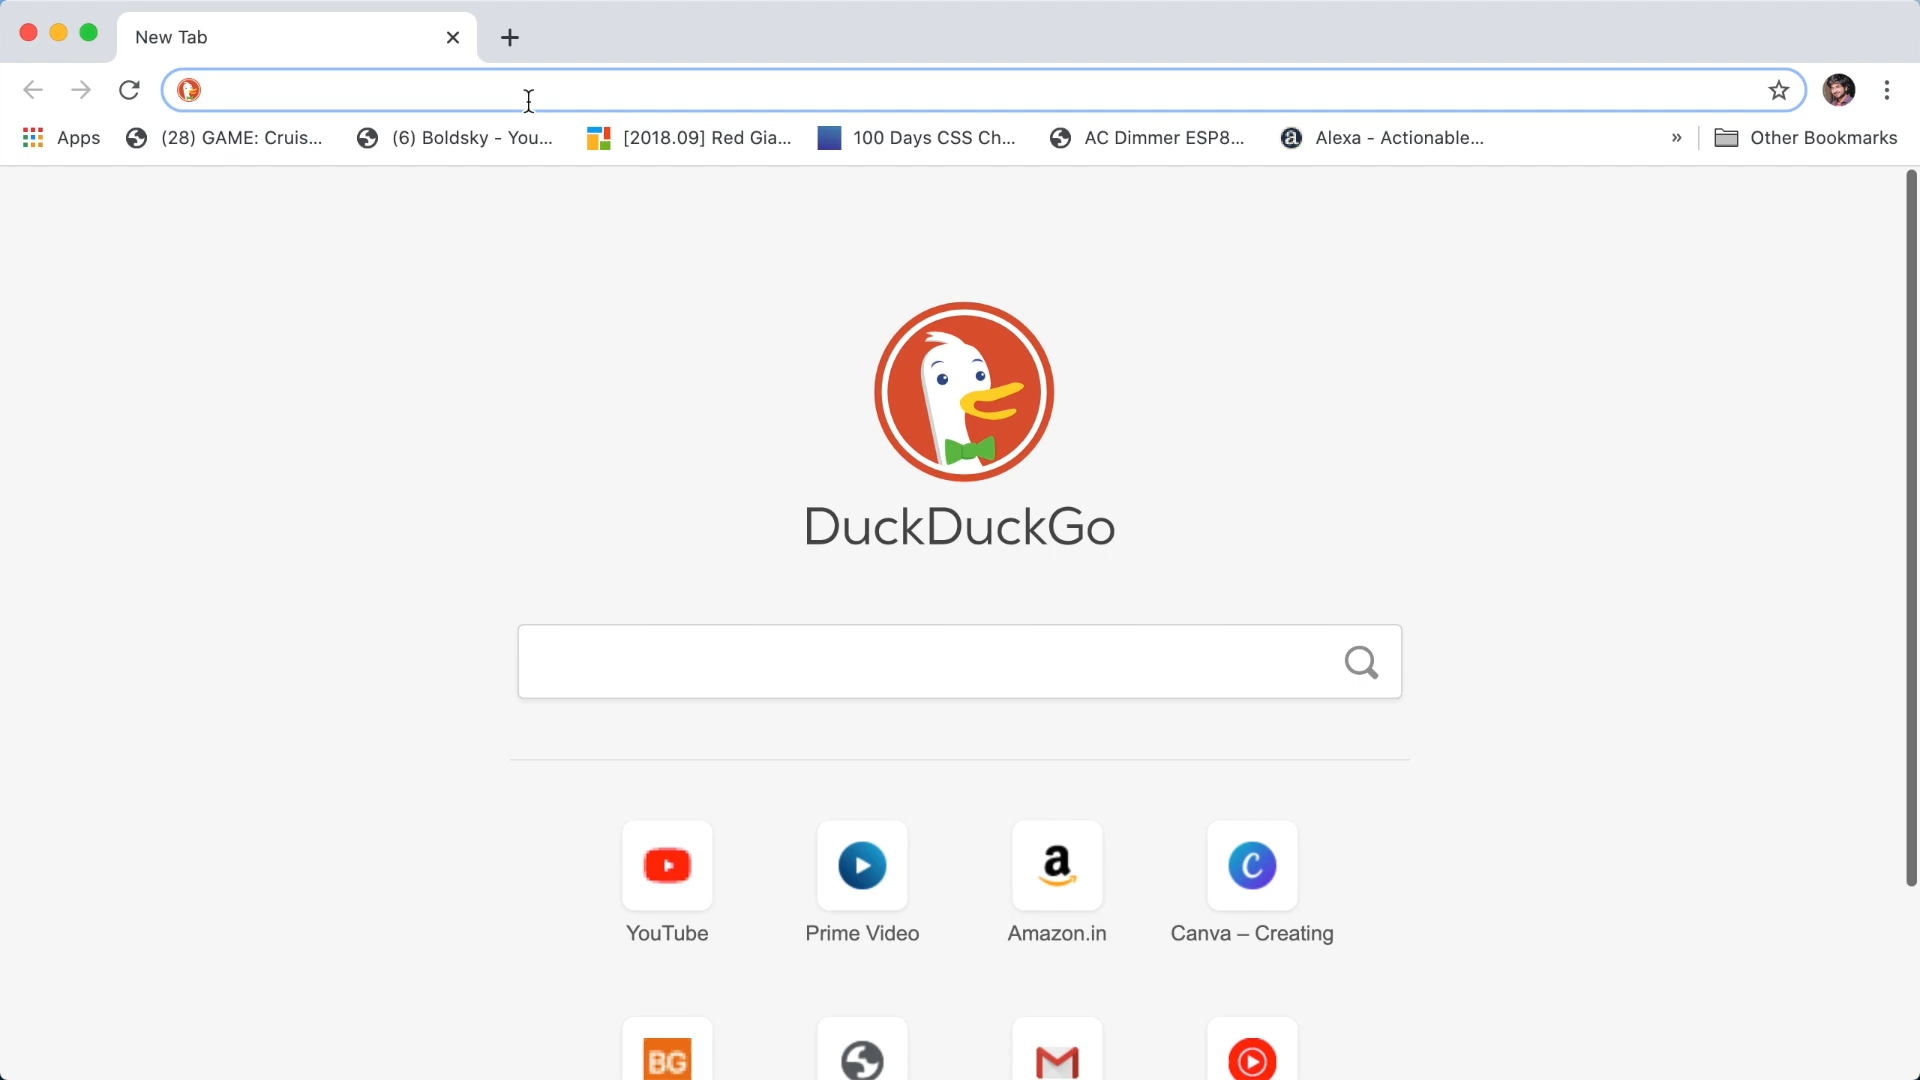 New Tab
Apps
(28) GAME: Cruis...
(6) Boldsky - You...
[2018.09] Red Gia...
100 Days CSS Ch...
AC Dimmer ESP8...
Alexa - Actionable...
»
Other Bookmarks
DuckDuckGo
YouTube
Prime Video
Amazon.in
Canva – Creating
BG